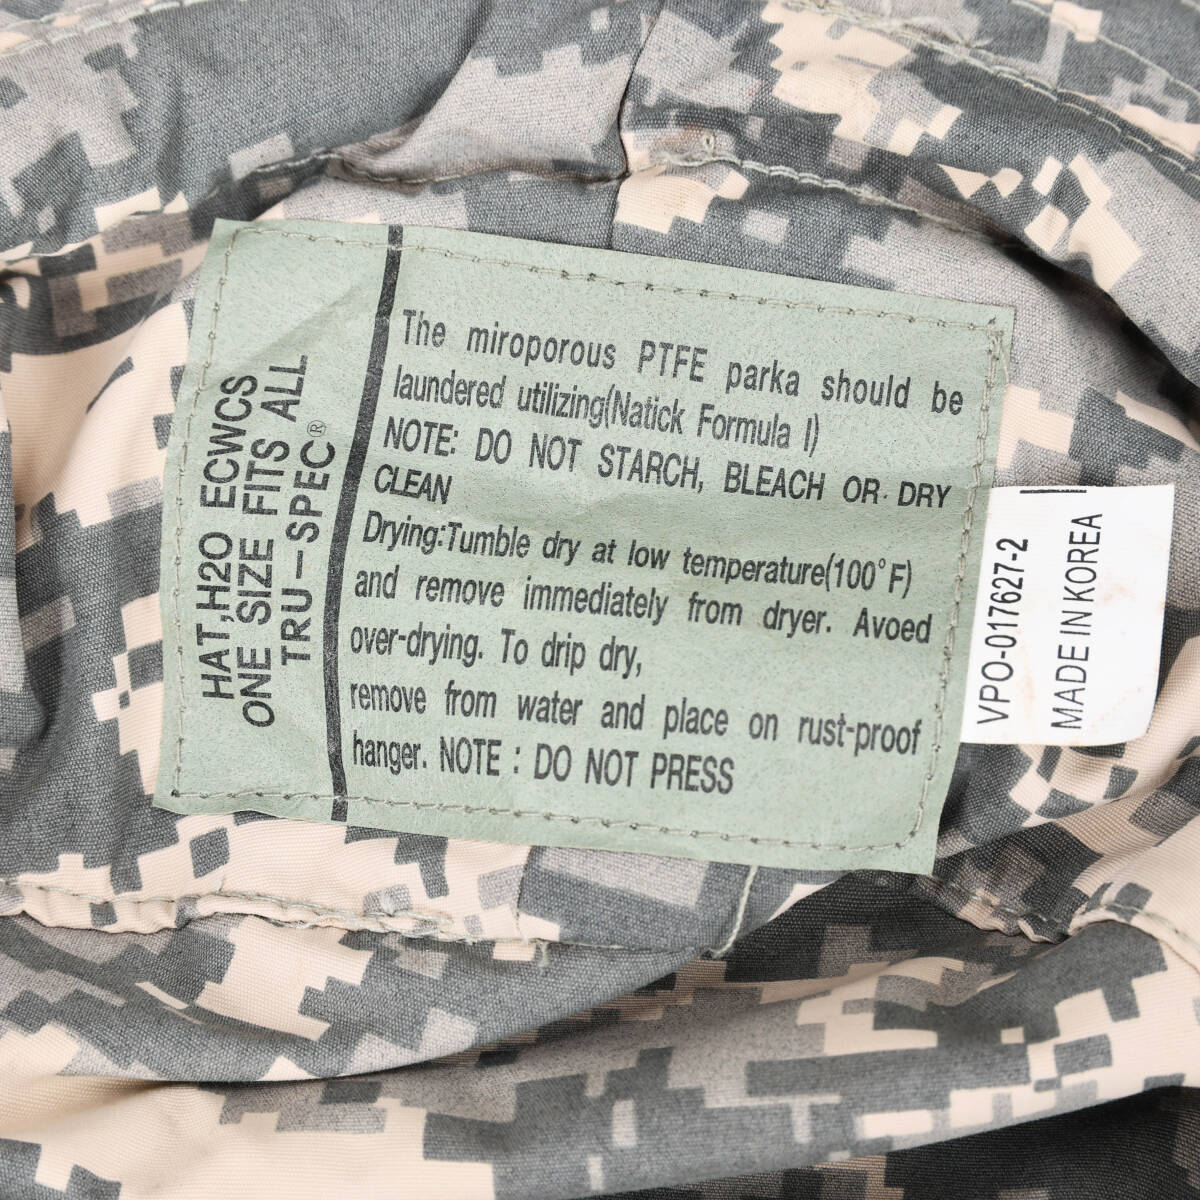 HAT,H2O ECWCS
ONE SIZE FITS ALL
TRU-SPEC®
The miroporous PTFE parka should be
laundered utilizing(Natick Formula I)
NOTE: DO NOT STARCH, BLEACH OR DRY
CLEAN
Drying:Tumble dry at low temperature(100°F)
and remove immediately from dryer. Avoed
over-drying. To drip dry,
remove from water and place on rust-proof
hanger. NOTE : DO NOT PRESS
VPO-017627-2
MADE IN KOREA